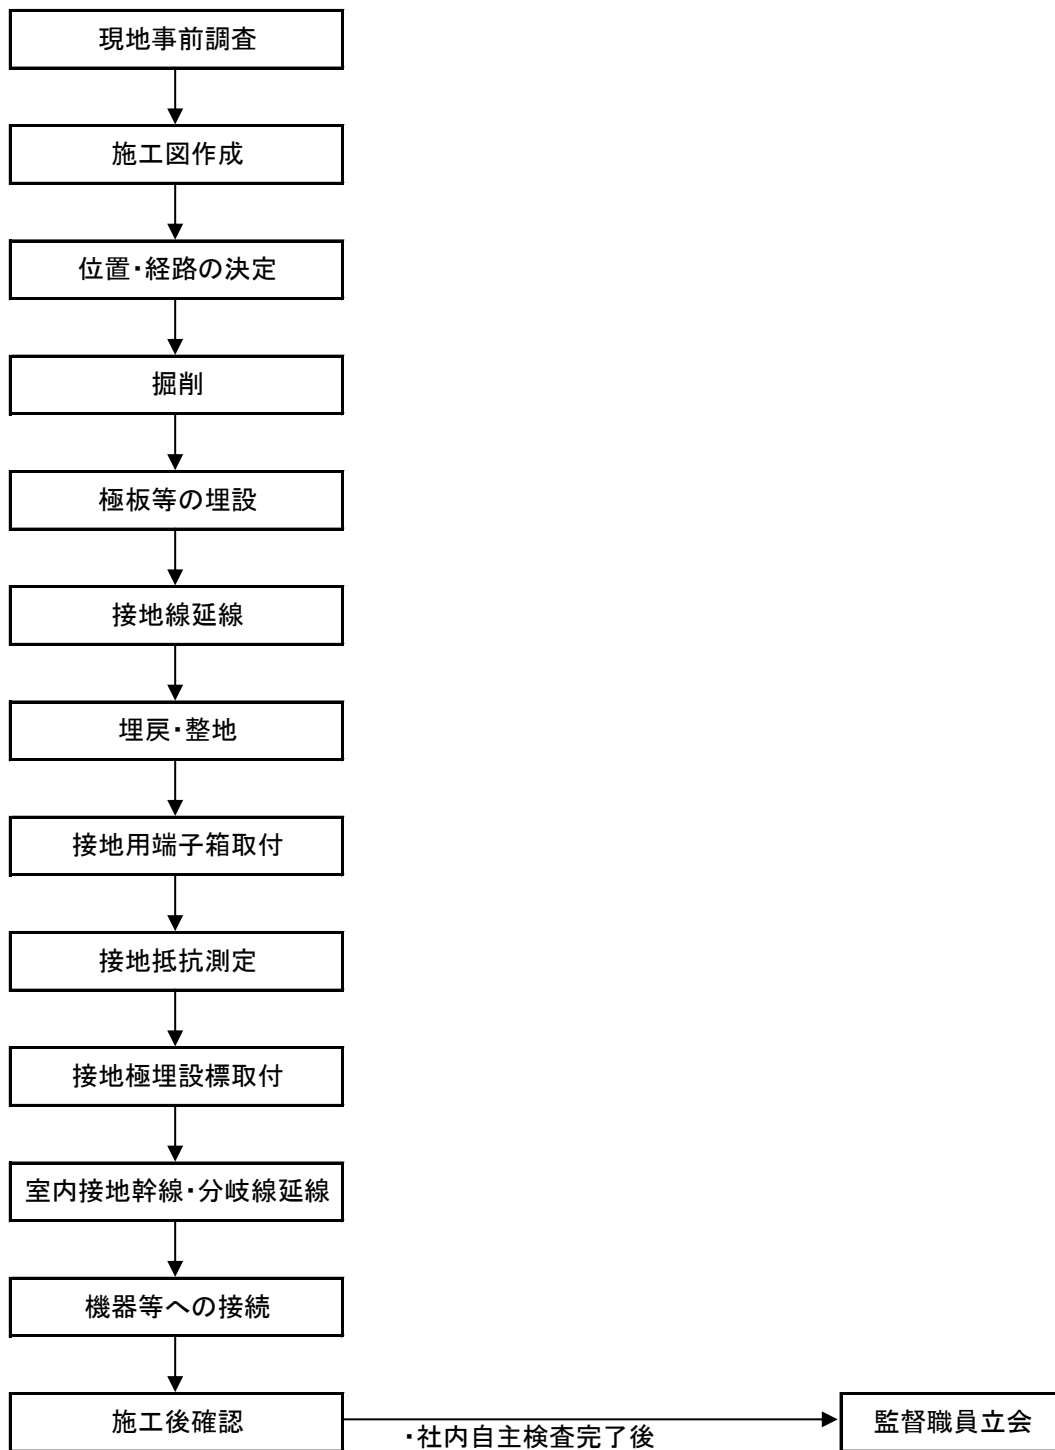 現地事前調査
施工図作成
位置・経路の決定
掘削
極板等の埋設
接地線延線
埋戻・整地
接地用端子箱取付
接地抵抗測定
接地極埋設標取付
室内接地幹線・分岐線延線
機器等への接続
施工後確認
・社内自主検査完了後
監督職員立会